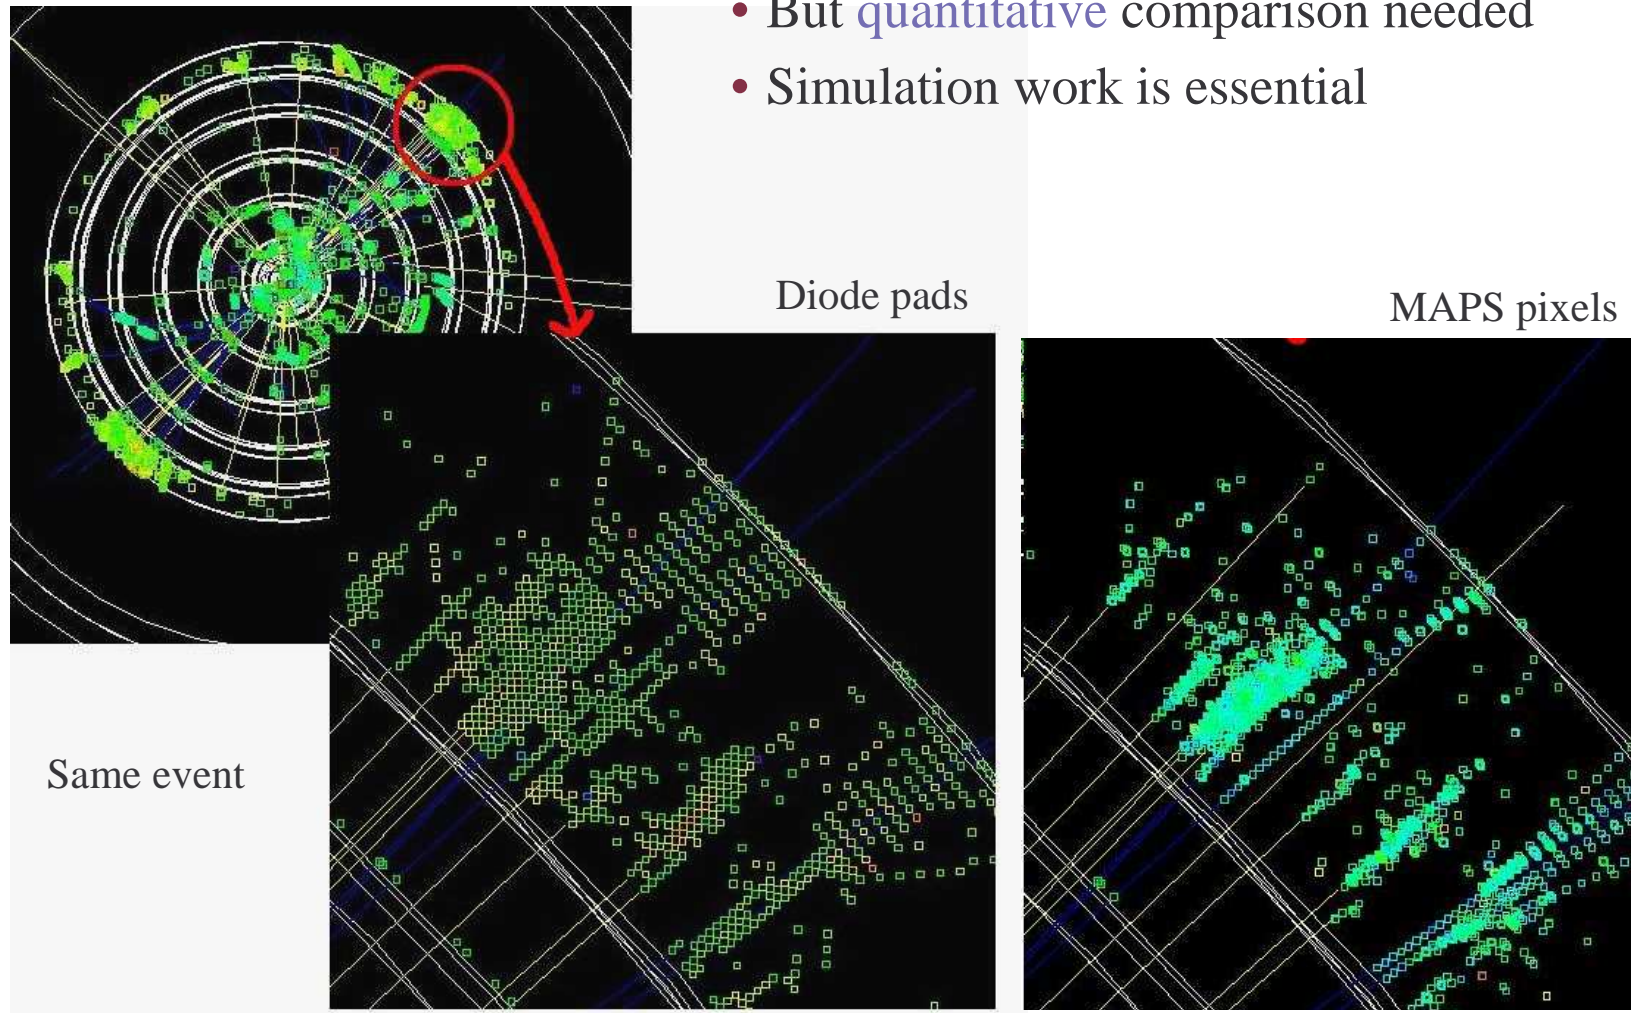 • But quantitative comparison needed
• Simulation work is essential
Diode pads
MAPS pixels
Same event